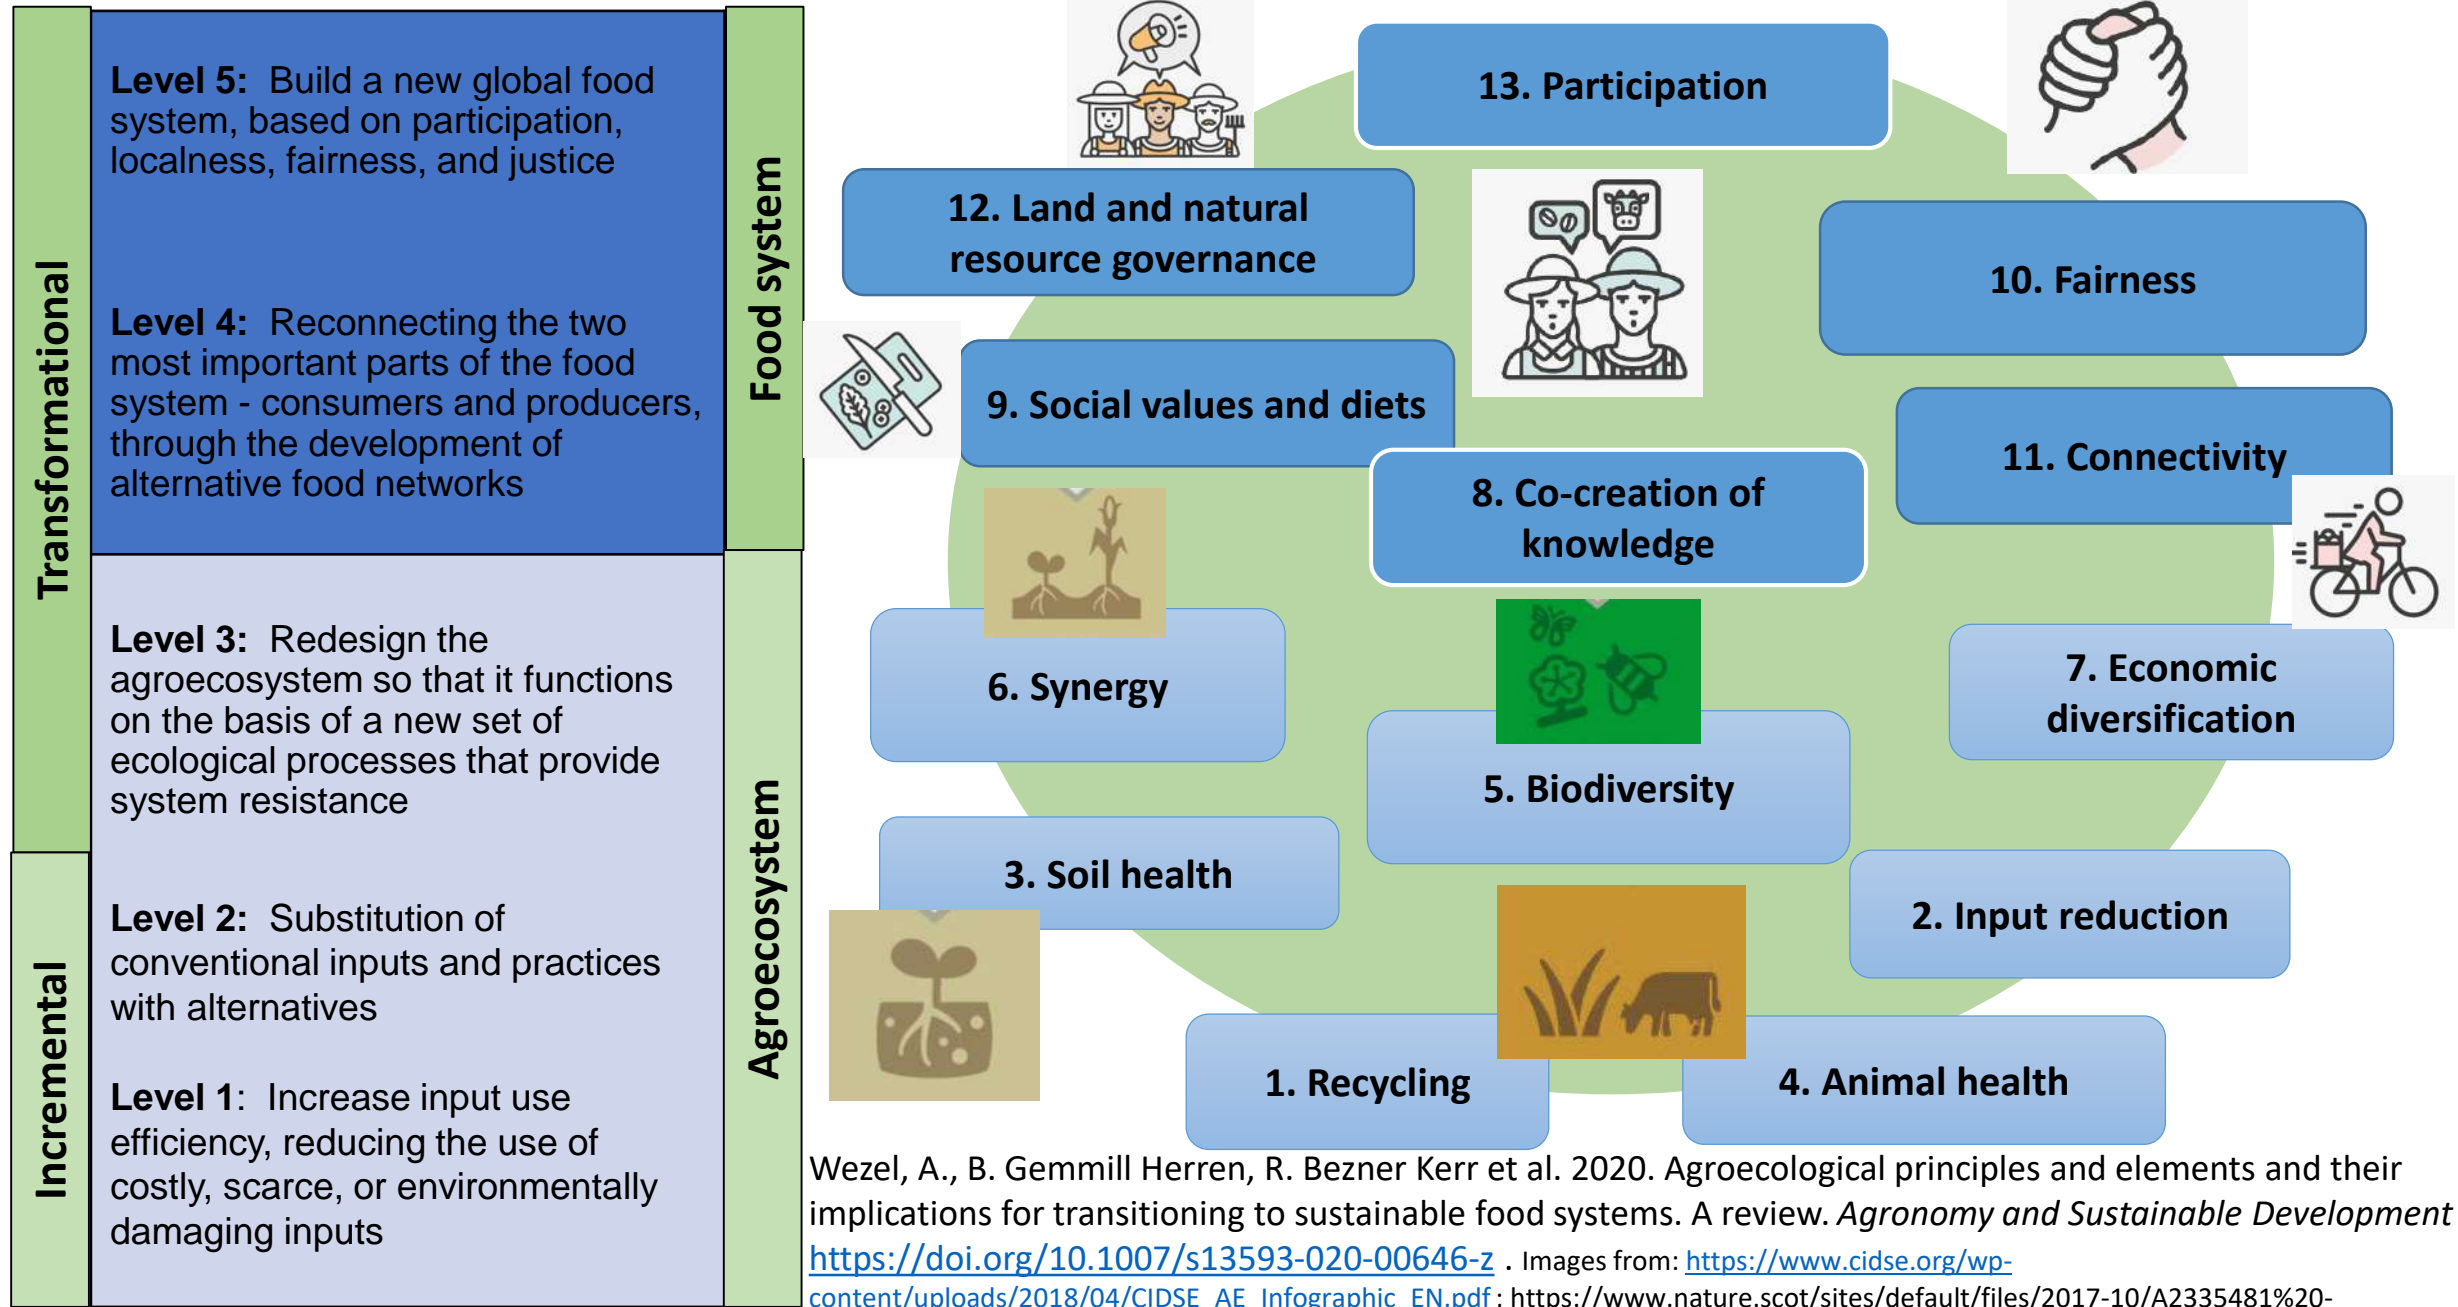 Transformational
Incremental
Level 5:  Build a new global food
system, based on participation,
localness, fairness, and justice
Level 4:  Reconnecting the two
most important parts of the food
system - consumers and producers,
through the development of
alternative food networks
Level 3:  Redesign the
agroecosystem so that it functions
on the basis of a new set of
ecological processes that provide
system resistance
Level 2:  Substitution of
conventional inputs and practices
with alternatives
Level 1:  Increase input use
efficiency, reducing the use of
costly, scarce, or environmentally
damaging inputs
Food system
Agroecosystem
13. Participation
12. Land and natural
resource governance
10. Fairness
9. Social values and diets
11. Connectivity
8. Co-creation of
knowledge
6. Synergy
7. Economic
diversification
5. Biodiversity
3. Soil health
2. Input reduction
1. Recycling
4. Animal health
Wezel, A., B. Gemmill Herren, R. Bezner Kerr et al. 2020. Agroecological principles and elements and their
implications for transitioning to sustainable food systems. A review. Agronomy and Sustainable Development
https://doi.org/10.1007/s13593-020-00646-z . Images from: https://www.cidse.org/wp-
content/uploads/2018/04/CIDSE_AE_Infographic_EN.pdf ; https://www.nature.scot/sites/default/files/2017-10/A2335481%20-